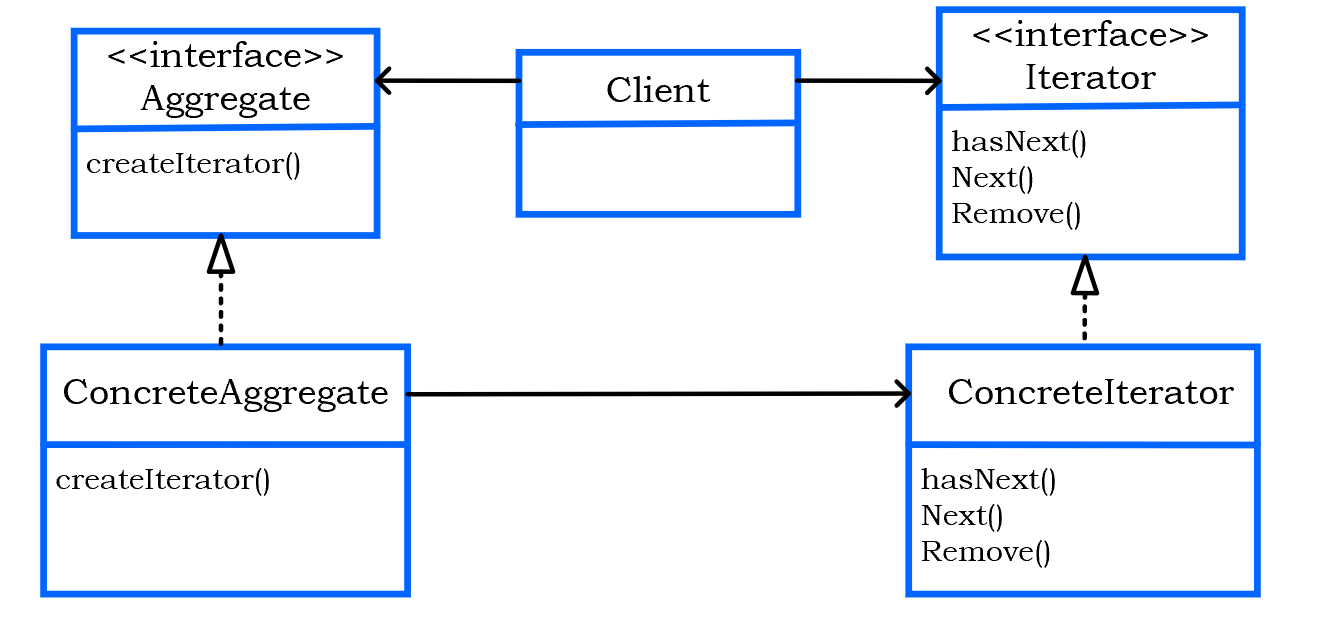 <<interface>>
Aggregate
createIterator()
Client
<<interface>>
Iterator
hasNext()
Next()
Remove()
ConcreteAggregate
createIterator()
ConcreteIterator
hasNext()
Next()
Remove()